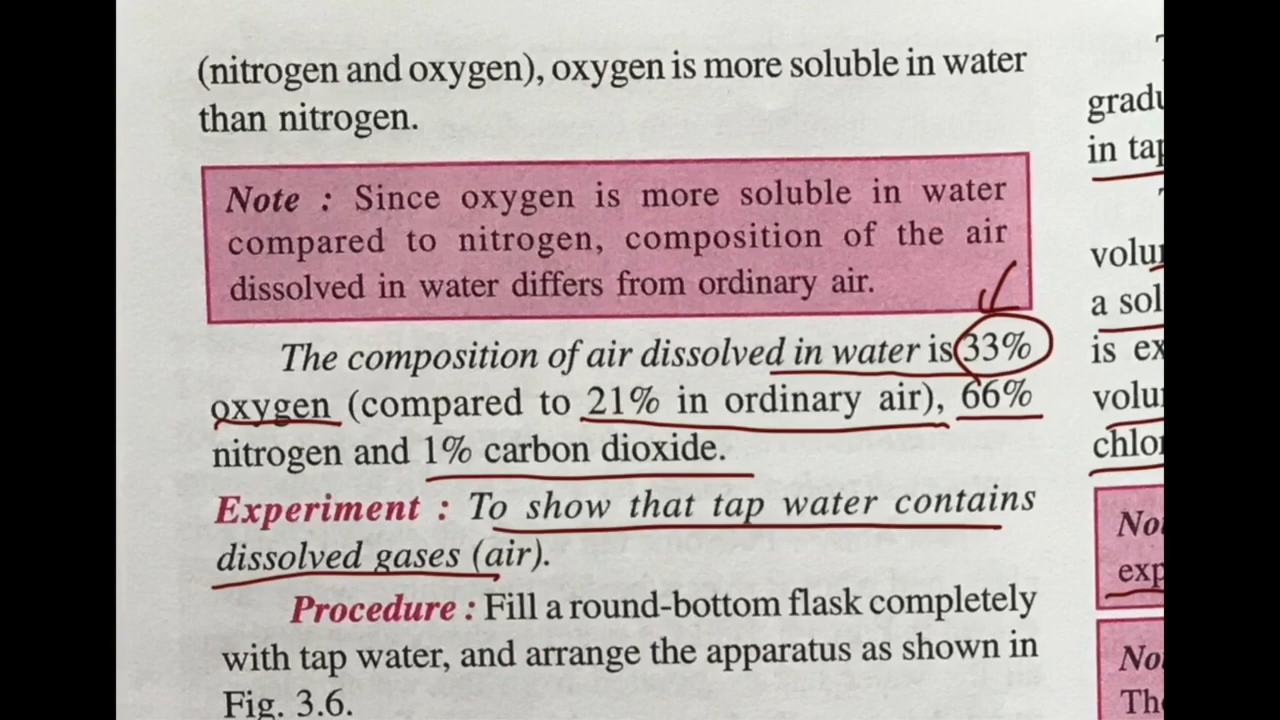 (nitrogen and oxygen), oxygen is more soluble in water
than nitrogen.
Note : Since oxygen is more soluble in water
compared to nitrogen, composition of the air
dissolved in water differs from ordinary air.
The composition of air dissolved in water is 33%
oxygen (compared to 21% in ordinary air), 66%
nitrogen and 1% carbon dioxide.
Experiment : To show that tap water contains
dissolved gases (air).
Procedure : Fill a round-bottom flask completely
with tap water, and arrange the apparatus as shown in
Fig. 3.6.
in
a sol
is ex